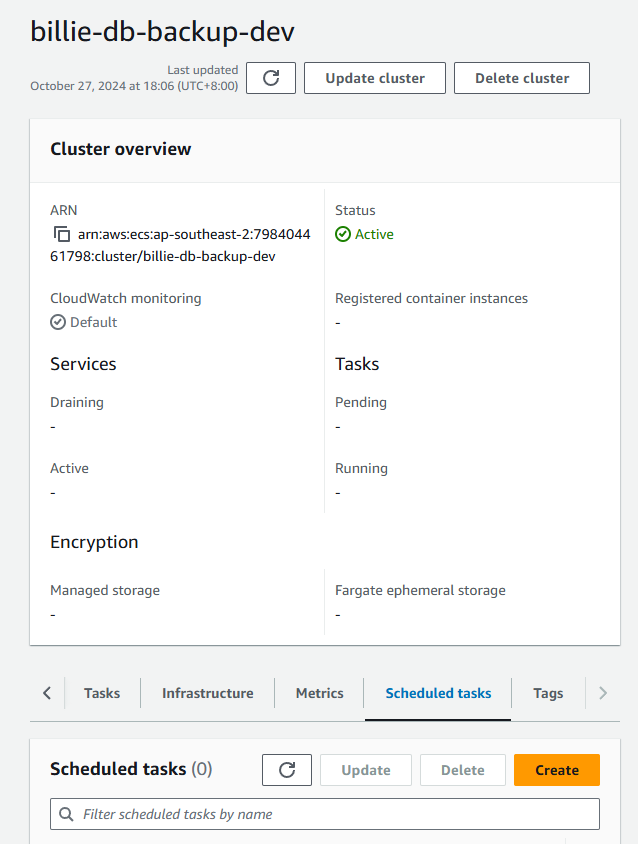 billie-db-backup-dev
Last updated
October 27, 2024 at 18:06 (UTC+8:00)
Update cluster
Delete cluster
Cluster overview
ARN
arn:aws:ecs:ap-southeast-2:7984044
61798:cluster/billie-db-backup-dev
Status
Active
CloudWatch monitoring
Default
Registered container instances
-
Services
Tasks
Draining
-
Pending
-
Active
-
Running
-
Encryption
Managed storage
-
Fargate ephemeral storage
-
Tasks
Infrastructure
Metrics
Scheduled tasks
Tags
Scheduled tasks (0)
Update
Delete
Create
Filter scheduled tasks by name